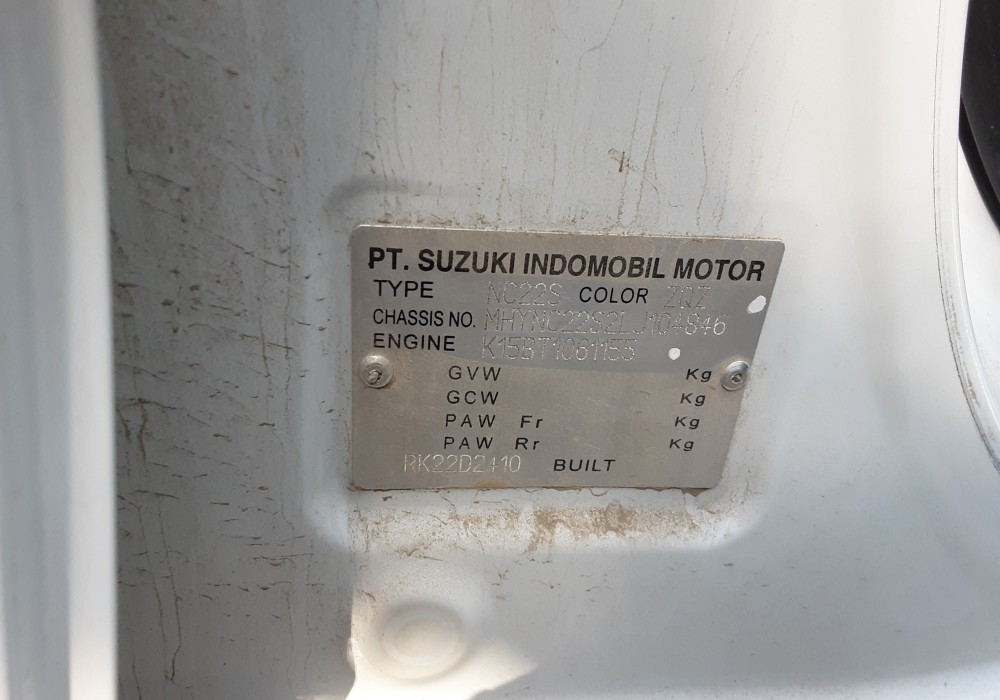 PT. SUZUKI INDOMOBIL MOTOR
TYPE NC22S COLOR ZQZ
CHASSIS NO. MHYNC22S2LJ104846
ENGINE K15BT1061155
GVW Kg
GCW Kg
PAW Fr Kg
PAW Rr Kg
RK22D2410 BUILT